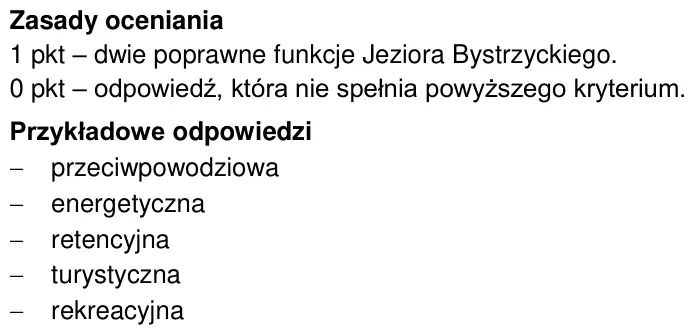 Zasady oceniania
1 pkt – dwie poprawne funkcje Jeziora Bystrzyckiego.
0 pkt – odpowiedź, która nie spełnia powyższego kryterium.
Przykładowe odpowiedzi
– przeciwpowodziowa
– energetyczna
– retencyjna
– turystyczna
– rekreacyjna